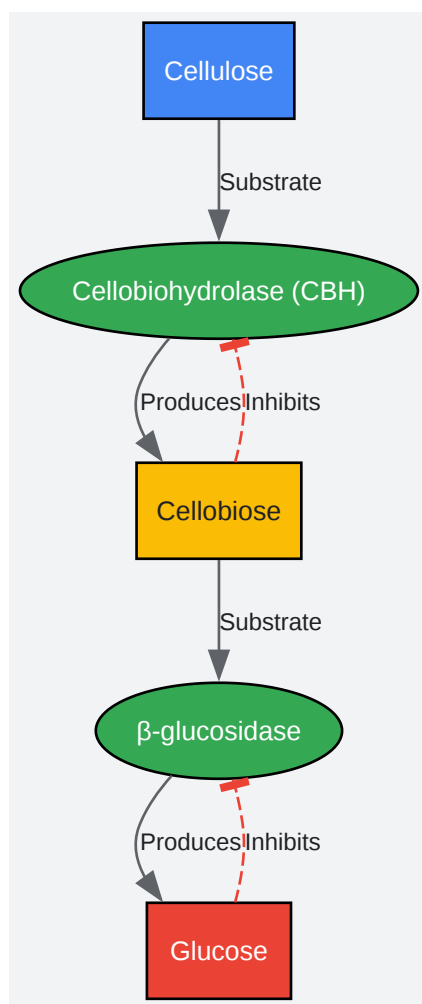 Cellulose
Substrate
Cellobiohydrolase (CBH)
Produces Inhibits
Cellobiose
Substrate
β-glucosidase
Produces Inhibits
Glucose